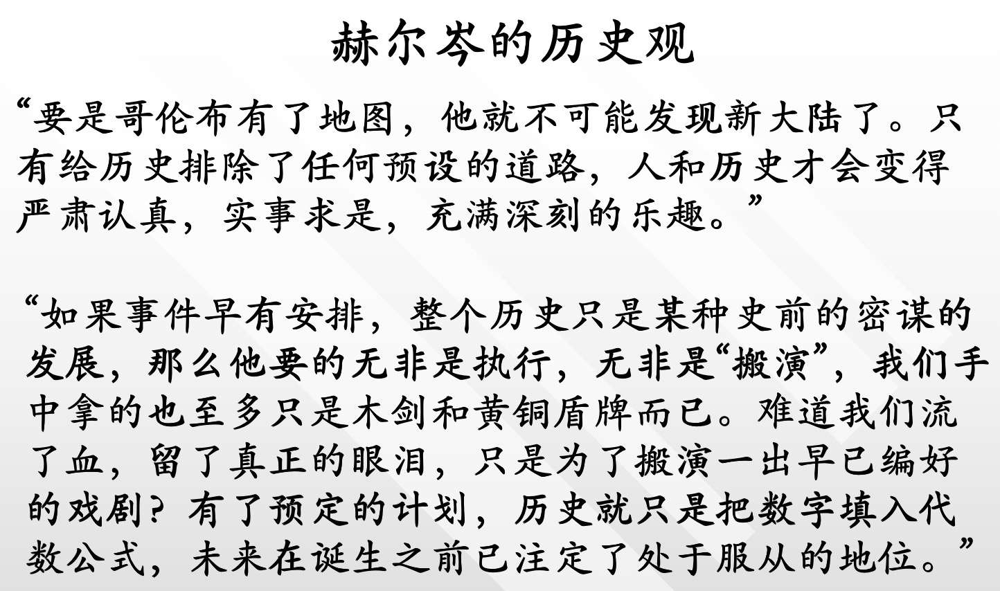 赫尔岑的历史观
“要是哥伦布有了地图，他就不可能发现新大陆了。只
有给历史排除了任何预设的道路，人和历史才会变得
严肃认真，实事求是，充满深刻的乐趣。”
“如果事件早有安排，整个历史只是某种史前的密谋的
发展，那么他要的无非是执行，无非是“搬演”，我们手
中拿的也至多只是木剑和黄铜盾牌而已。难道我们流
了血，留了真正的眼泪，只是为了搬演一出早已编好
的戏剧？有了预定的计划，历史就只是把数字填入代
数公式，未来在诞生之前已注定了处于服从的地位。”